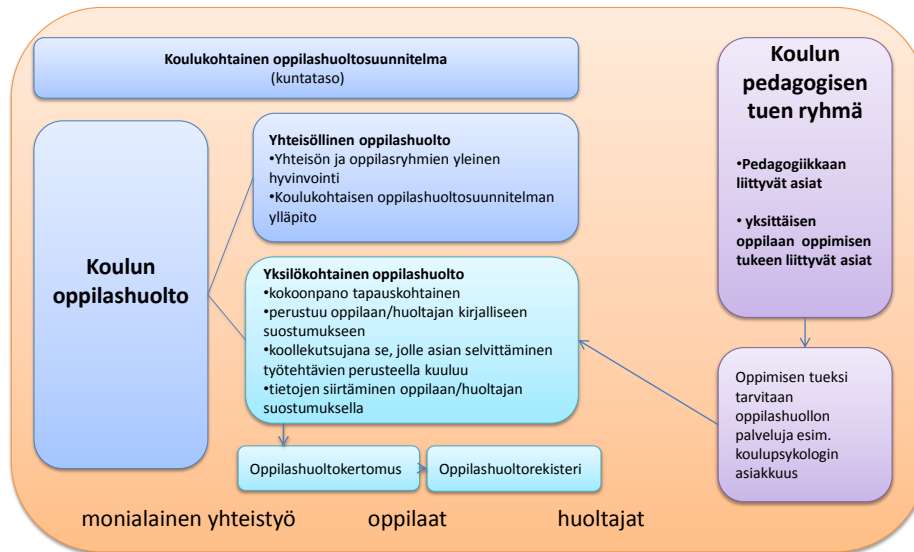 Koulukohtainen oppilashuoltosuunnitelma
(kuntataso)
Koulun
oppilashuolto
Yhteisöllinen oppilashuolto
•Yhteisön ja oppilasryhmien yleinen
hyvinvointi
•Koulukohtaisen oppilashuoltosuunnitelman
ylläpito
Yksilökohtainen oppilashuolto
•kokoonpano tapauskohtainen
•perustuu oppilaan/huoltajan kirjalliseen
suostumukseen
•koollekutsujana se, jolle asian selvittäminen
työtehtävien perusteella kuuluu
•tietojen siirtäminen oppilaan/huoltajan
suostumuksella
Oppilashuoltokertomus
Oppilashuoltorekisteri
Koulun
pedagogisen
tuen ryhmä
•Pedagogiikkaan
liittyvät asiat
• yksittäisen
oppilaan oppimisen
tukeen liittyvät asiat
Oppimisen tueksi
tarvitaan
oppilashuollon
palveluja esim.
koulupsykologin
asiakkuus
monialainen yhteistyö oppilaat huoltajat